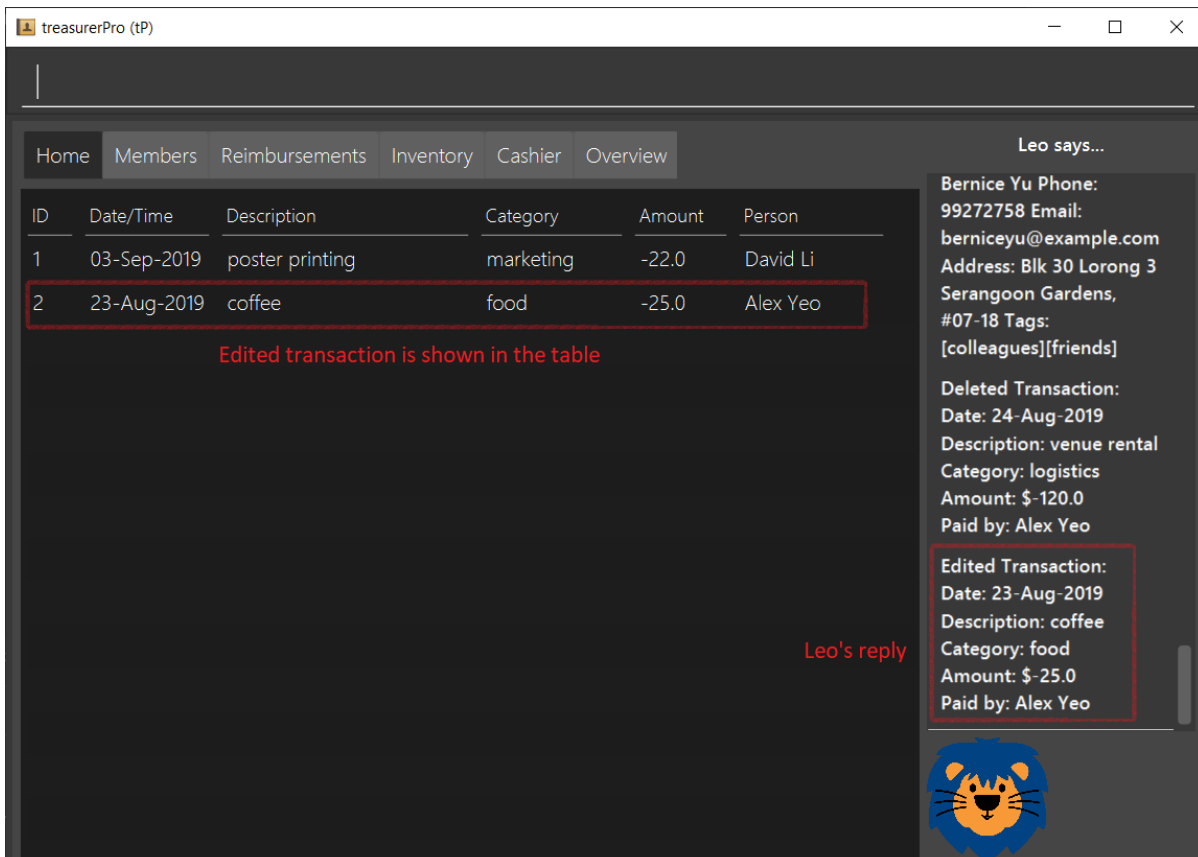 treasurerPro (tP)
Home Members Reimbursements Inventory Cashier Overview
ID Date/Time Description Category Amount Person
1 03-Sep-2019 poster printing marketing -22.0 David Li
2 23-Aug-2019 coffee food -25.0 Alex Yeo
Edited transaction is shown in the table
Leo's reply
Leo says...
Bernice Yu Phone:
99272758 Email:
berniceyu@example.com
Address: Blk 30 Lorong 3
Serangoon Gardens,
#07-18 Tags:
[colleagues][friends]
Deleted Transaction:
Date: 24-Aug-2019
Description: venue rental
Category: logistics
Amount: $-120.0
Paid by: Alex Yeo
Edited Transaction:
Date: 23-Aug-2019
Description: coffee
Category: food
Amount: $-25.0
Paid by: Alex Yeo